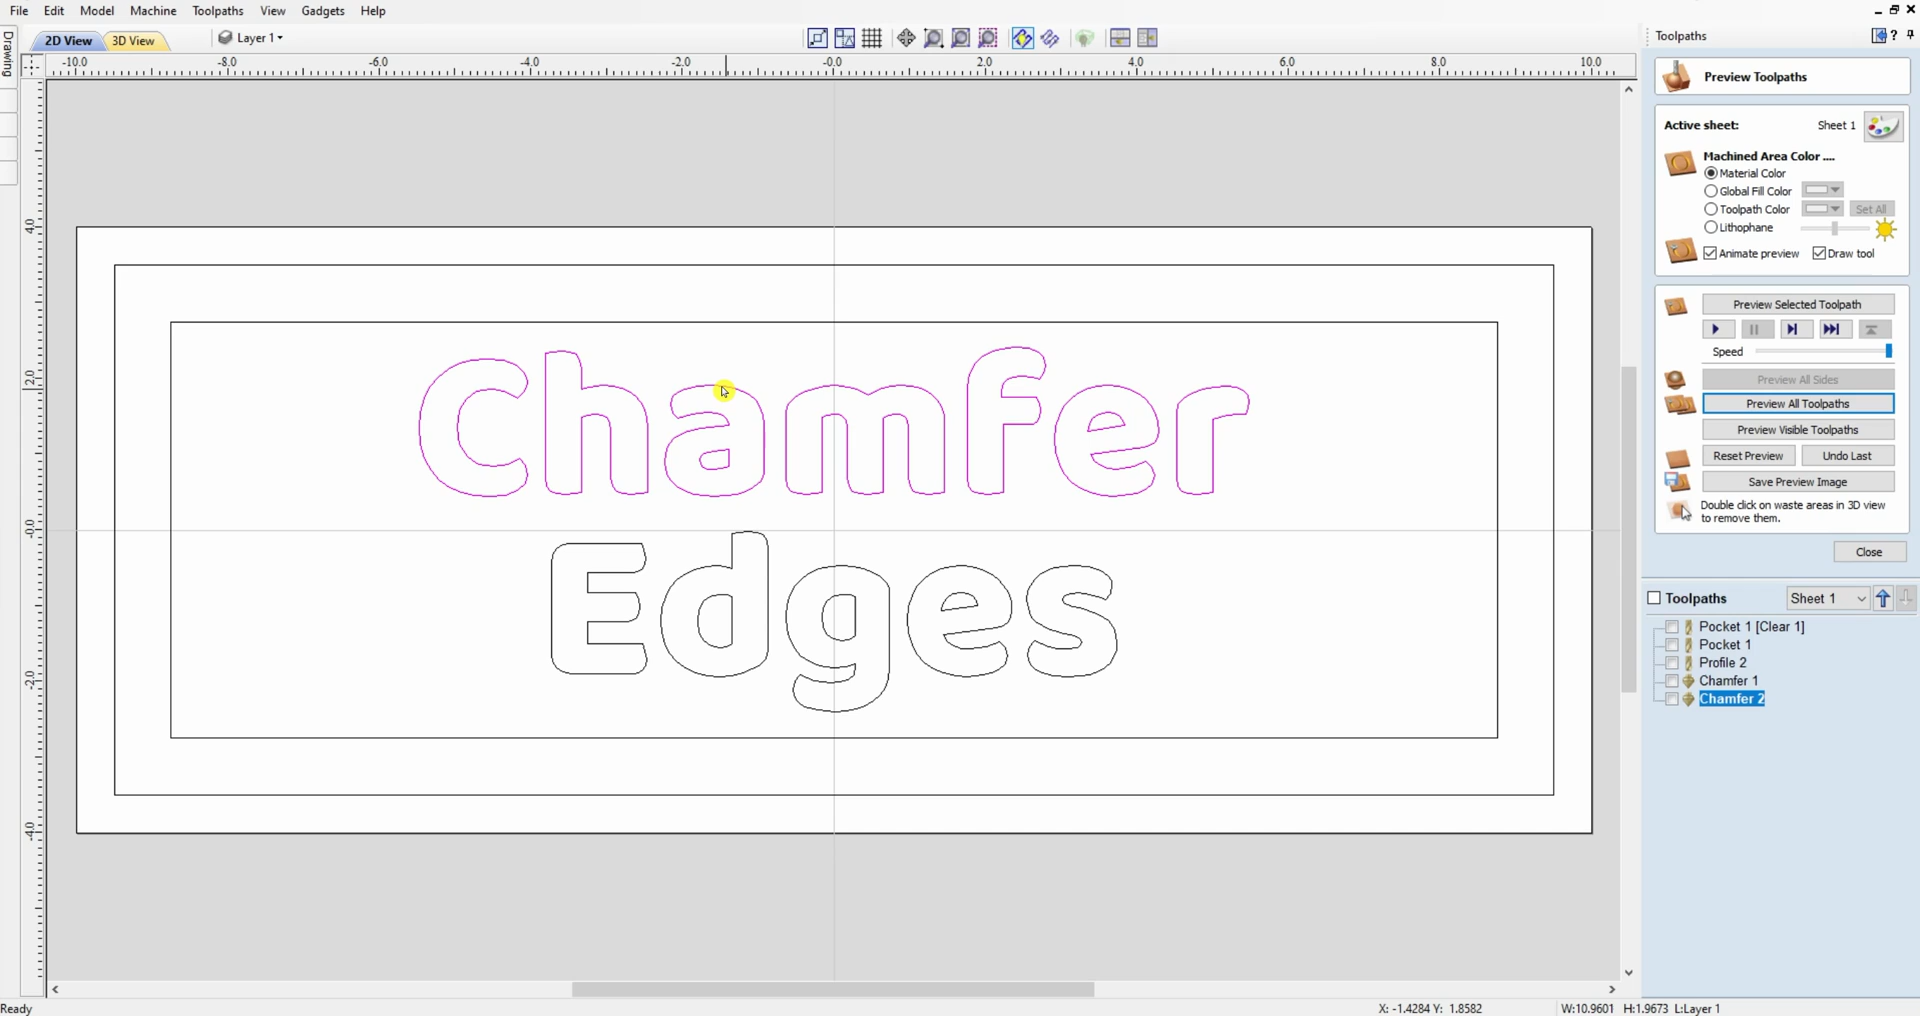 File Edit Model Machine Toolpaths View Gadgets Help
Drawing
2D View 3D View Layer 1
-10.0 -8.0 -6.0 -4.0 -2.0 -0.0 2.0 4.0 6.0 8.0 10.0
4.0
2.0
-0.0
-2.0
-4.0
Chamfer
Edges
Toolpaths ?
Preview Toolpaths
Active sheet: Sheet 1
Machined Area Color ....
Material Color
Global Fill Color
Toolpath Color Set All
Lithophane
Animate preview Draw tool
Preview Selected Toolpath
Speed
Preview All Sides
Preview All Toolpaths
Preview Visible Toolpaths
Reset Preview Undo Last
Save Preview Image
Double click on waste areas in 3D view
to remove them.
Close
Toolpaths Sheet 1
Pocket 1 [Clear 1]
Pocket 1
Profile 2
Chamfer 1
Chamfer 2
Ready X: -1.4284 Y: 1.8582 W:10.9601 H:1.9673 L:Layer 1